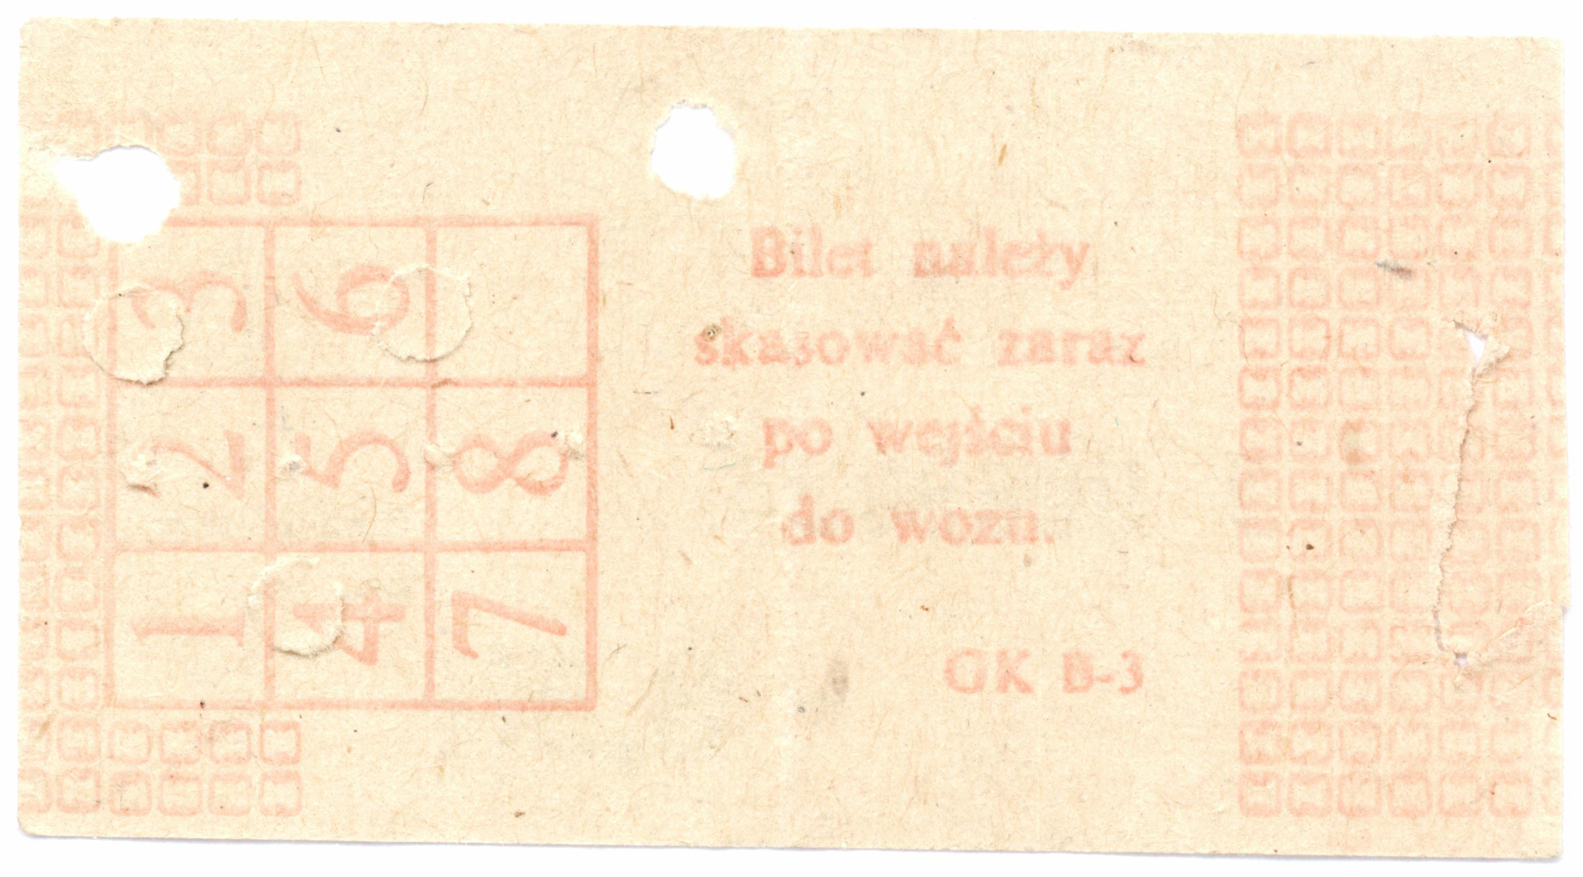 3 6
2 5 8
1 4 7
Bilet należy
skasować zaraz
po wejściu
do wozu.
GK B-3